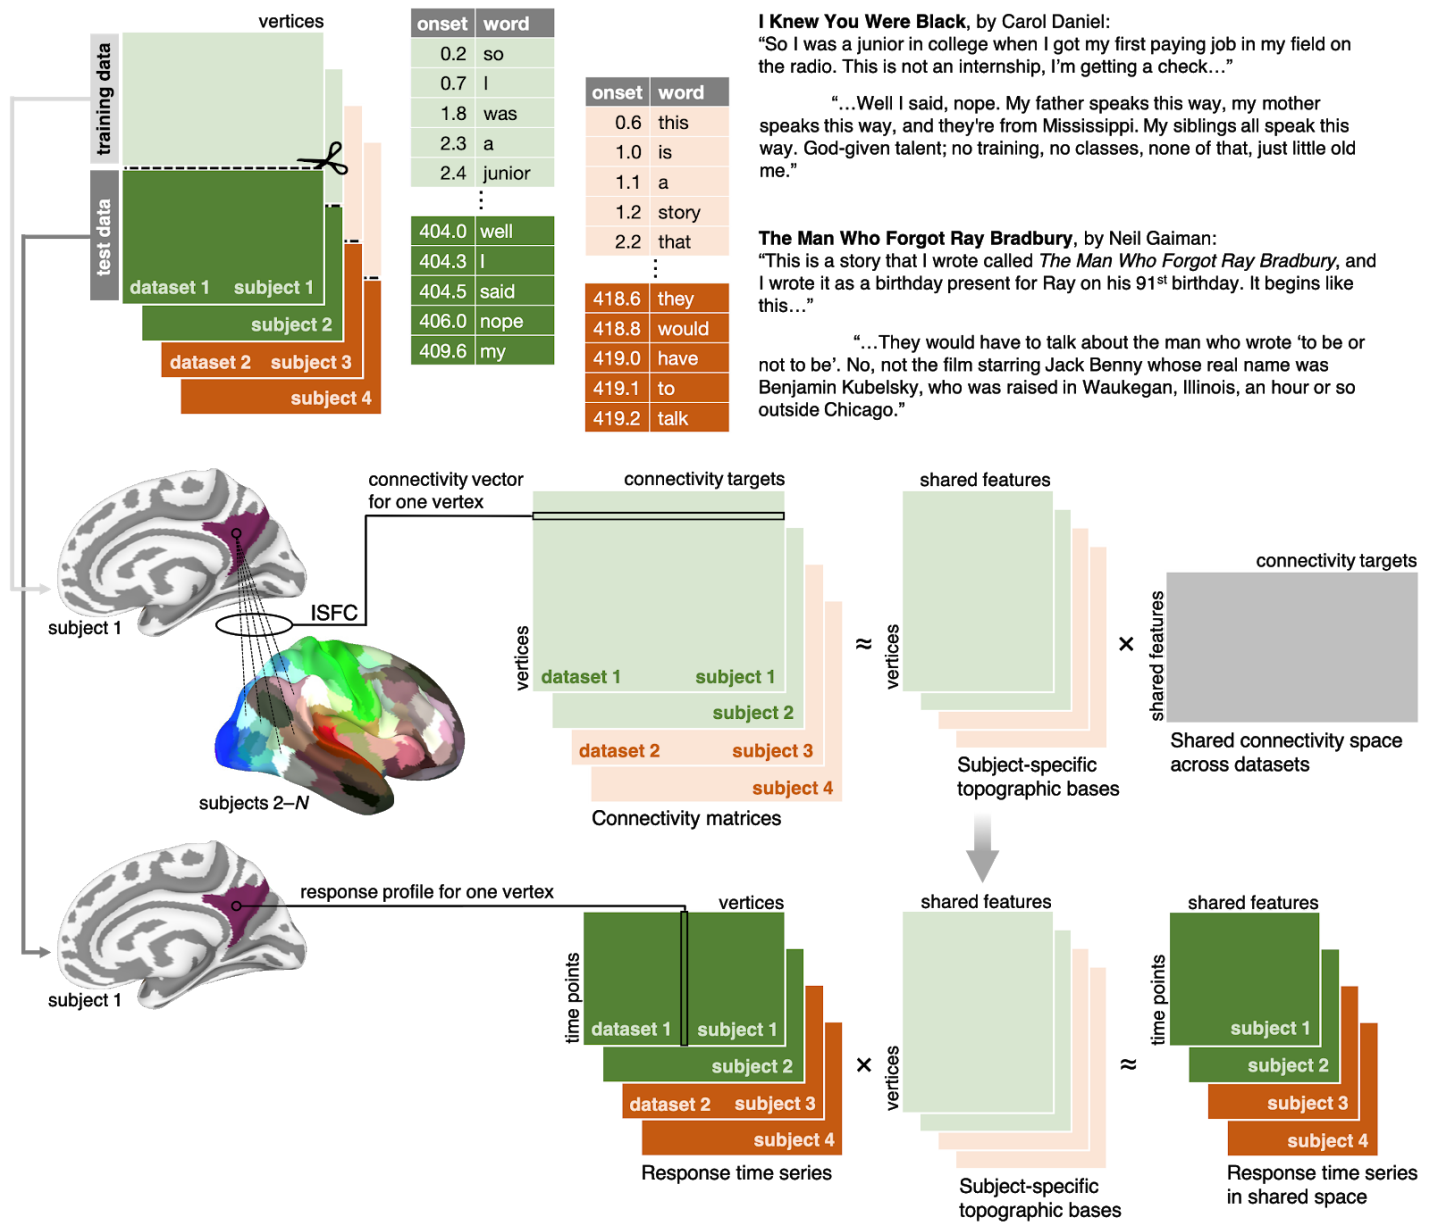 vertices
training data
test data
dataset 1 subject 1
subject 2
dataset 2 subject 3
subject 4
onset word
0.2 so
0.7 I
1.8 was
2.3 a
2.4 junior
⋮
404.0 well
404.3 I
404.5 said
406.0 nope
409.6 my
onset word
0.6 this
1.0 is
1.1 a
1.2 story
2.2 that
⋮
418.6 they
418.8 would
419.0 have
419.1 to
419.2 talk
I Knew You Were Black, by Carol Daniel:
“So I was a junior in college when I got my first paying job in my field on
the radio. This is not an internship, I’m getting a check…”
“…Well I said, nope. My father speaks this way, my mother
speaks this way, and they're from Mississippi. My siblings all speak this
way. God-given talent; no training, no classes, none of that, just little old
me.”
The Man Who Forgot Ray Bradbury, by Neil Gaiman:
“This is a story that I wrote called The Man Who Forgot Ray Bradbury, and
I wrote it as a birthday present for Ray on his 91st birthday. It begins like
this…”
“…They would have to talk about the man who wrote ‘to be or
not to be’. No, not the film starring Jack Benny whose real name was
Benjamin Kubelsky, who was raised in Waukegan, Illinois, an hour or so
outside Chicago.”
subject 1
ISFC
subjects 2–N
connectivity vector
for one vertex
connectivity targets
vertices
dataset 1 subject 1
subject 2
dataset 2 subject 3
subject 4
Connectivity matrices
≈
shared features
vertices
Subject-specific
topographic bases
×
connectivity targets
shared features
Shared connectivity space
across datasets
subject 1
response profile for one vertex
vertices
time points
dataset 1 subject 1
subject 2
dataset 2 subject 3
subject 4
Response time series
×
shared features
vertices
Subject-specific
topographic bases
≈
shared features
time points
subject 1
subject 2
subject 3
subject 4
Response time series
in shared space